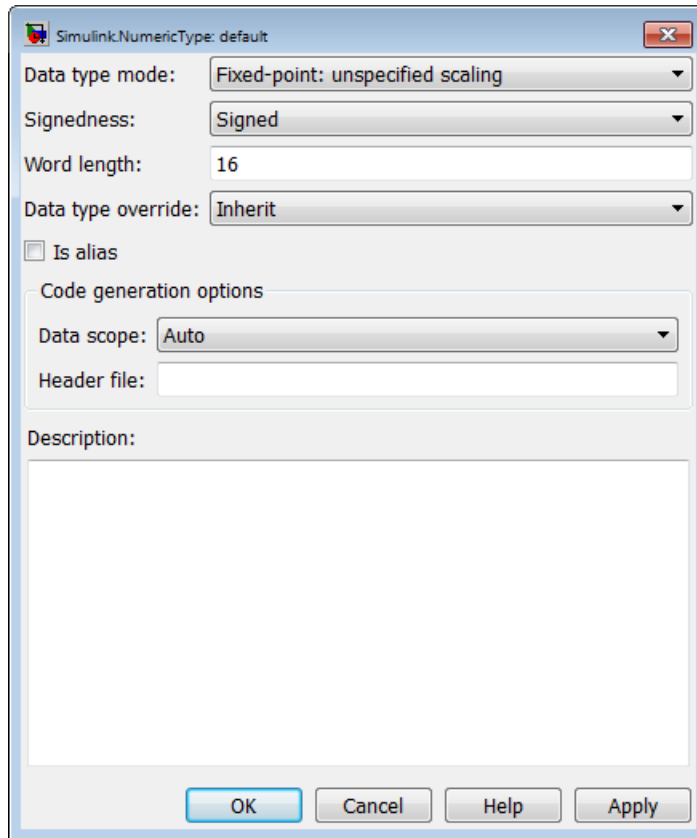 Simulink.NumericType: default
Data type mode: Fixed-point: unspecified scaling
Signedness: Signed
Word length: 16
Data type override: Inherit
Is alias
Code generation options
Data scope: Auto
Header file:
Description:
OK Cancel Help Apply